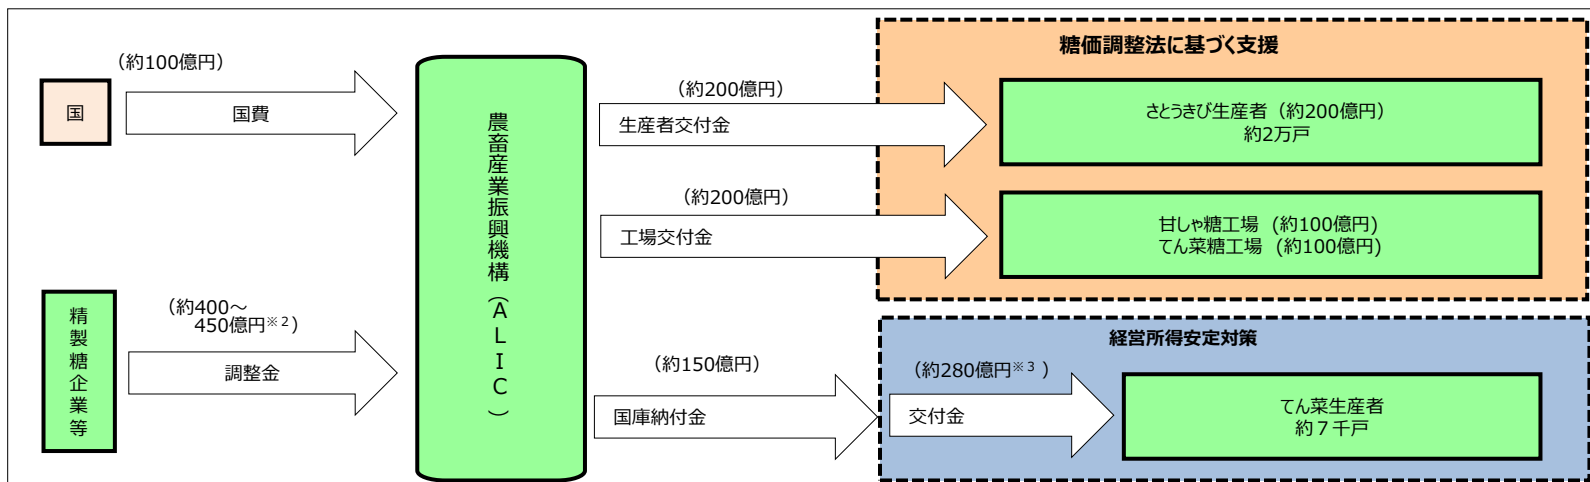 （約100億円）
国
国費
（約400～
450億円※２）
精製糖企業等
調整金
農畜産業振興機構（ＡＬＩＣ）
（約200億円）
生産者交付金
（約200億円）
工場交付金
（約150億円）
国庫納付金
糖価調整法に基づく支援
さとうきび生産者（約200億円）
約2万戸
甘しゃ糖工場（約100億円）
てん菜糖工場（約100億円）
経営所得安定対策
（約280億円※３）
交付金
てん菜生産者
約７千戸